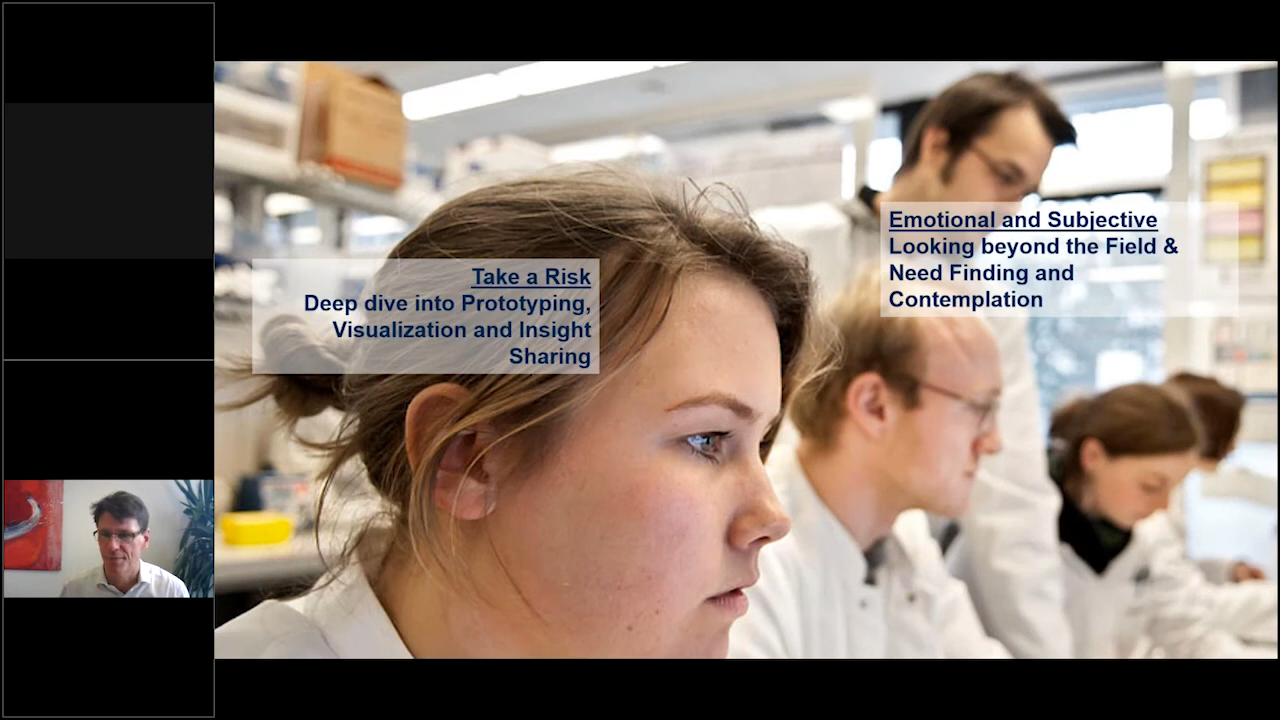 Take a Risk
Deep dive into Prototyping,
Visualization and Insight
Sharing
Emotional and Subjective
Looking beyond the Field &
Need Finding and
Contemplation